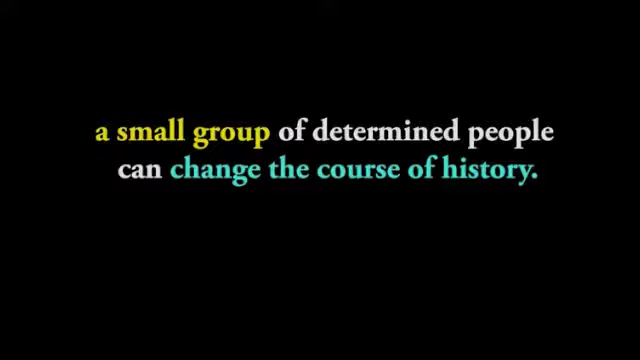 a small group of determined people
can change the course of history.